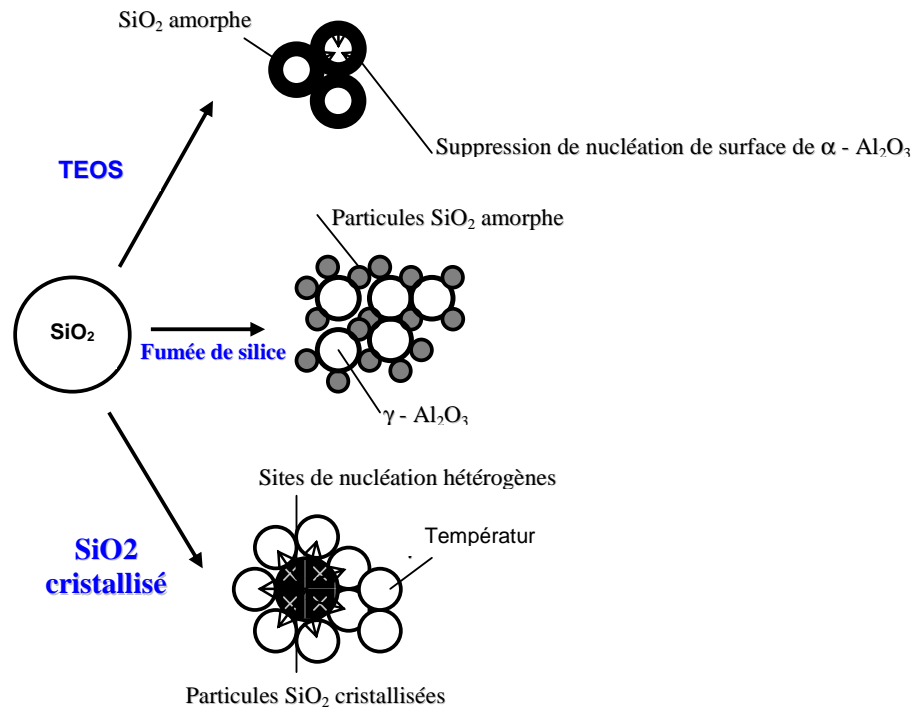 SiO₂ amorphe
TEOS
Suppression de nucléation de surface de α - Al₂O₃
Particules SiO₂ amorphe
SiO₂
Fumée de silice
γ - Al₂O₃
Sites de nucléation hétérogènes
Températur
SiO2
cristallisé
Particules SiO₂ cristallisées